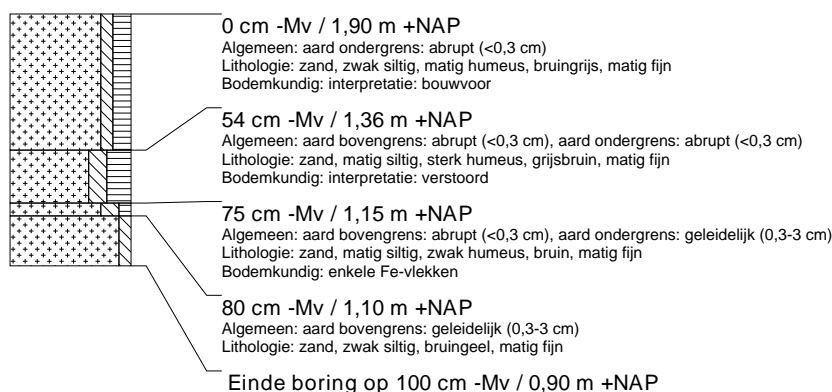 0 cm -Mv / 1,90 m +NAP
Algemeen: aard ondergrens: abrupt (<0,3 cm)
Lithologie: zand, zwak siltig, matig humeus, bruingrijs, matig fijn
Bodemkundig: interpretatie: bouwvoor
54 cm -Mv / 1,36 m +NAP
Algemeen: aard bovengrens: abrupt (<0,3 cm), aard ondergrens: abrupt (<0,3 cm)
Lithologie: zand, matig siltig, sterk humeus, grijsbruin, matig fijn
Bodemkundig: interpretatie: verstoord
75 cm -Mv / 1,15 m +NAP
Algemeen: aard bovengrens: abrupt (<0,3 cm), aard ondergrens: geleidelijk (0,3-3 cm)
Lithologie: zand, matig siltig, zwak humeus, bruin, matig fijn
Bodemkundig: enkele Fe-vlekken
80 cm -Mv / 1,10 m +NAP
Algemeen: aard bovengrens: geleidelijk (0,3-3 cm)
Lithologie: zand, zwak siltig, bruingeel, matig fijn
Einde boring op 100 cm -Mv / 0,90 m +NAP